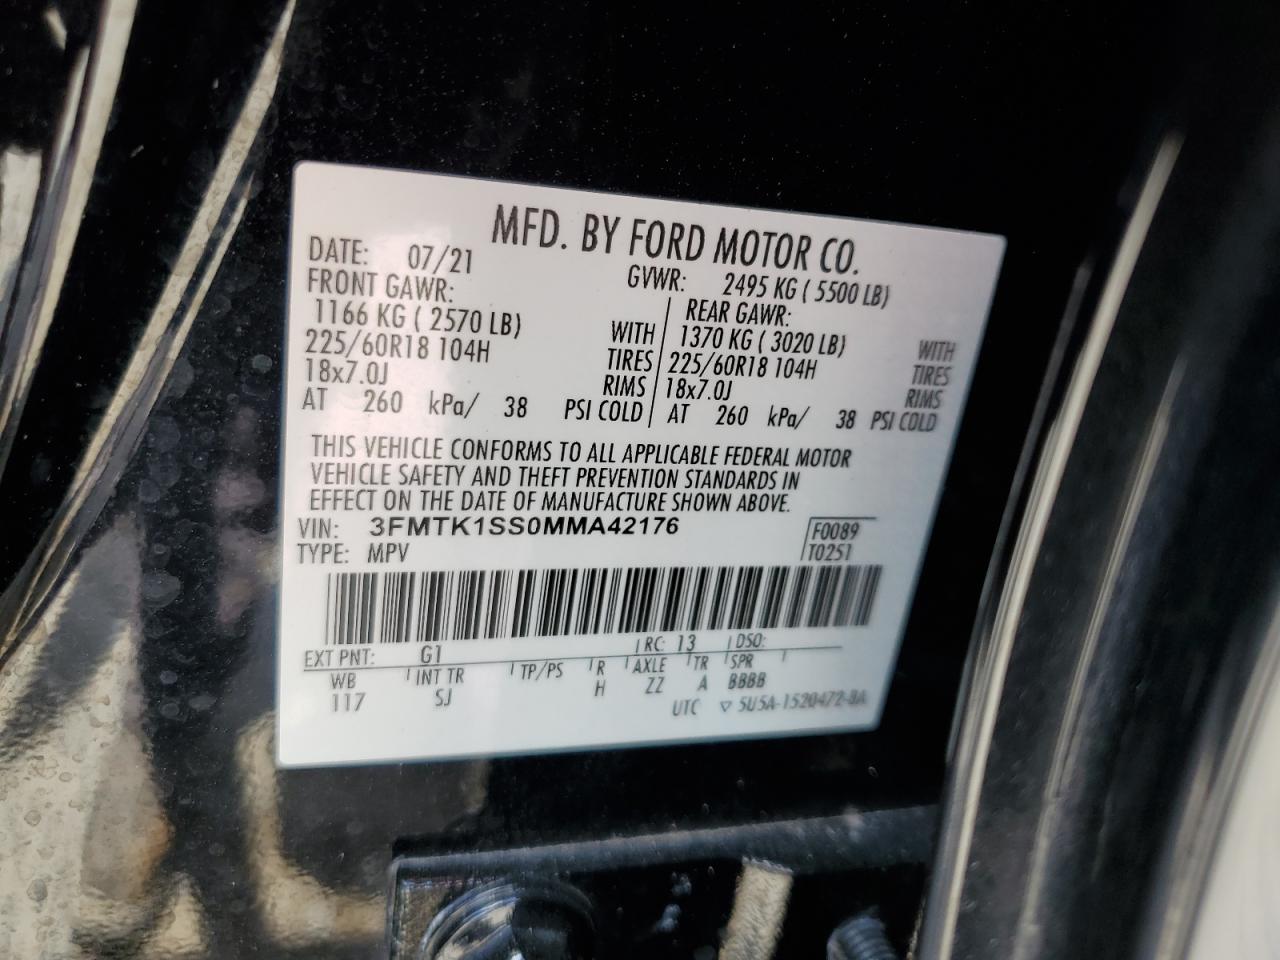 MFD. BY FORD MOTOR CO.
DATE: 07/21 GVWR: 2495 KG ( 5500 LB)
FRONT GAWR: REAR GAWR:
1166 KG ( 2570 LB) WITH 1370 KG ( 3020 LB) WITH
225/60R18 104H TIRES 225/60R18 104H TIRES
18x7.0J RIMS 18x7.0J RIMS
AT 260 kPa/ 38 PSI COLD AT 260 kPa/ 38 PSI COLD
THIS VEHICLE CONFORMS TO ALL APPLICABLE FEDERAL MOTOR
VEHICLE SAFETY AND THEFT PREVENTION STANDARDS IN
EFFECT ON THE DATE OF MANUFACTURE SHOWN ABOVE.
VIN: 3FMTK1SS0MMA42176 F0089
TYPE: MPV T0251
EXT PNT: G1 RC: 13 DSO:
WB INT TR TP/PS R AXLE TR SPR
117 SJ H ZZ A BBBB
UTC ▽ 5U5A-1520472-BA